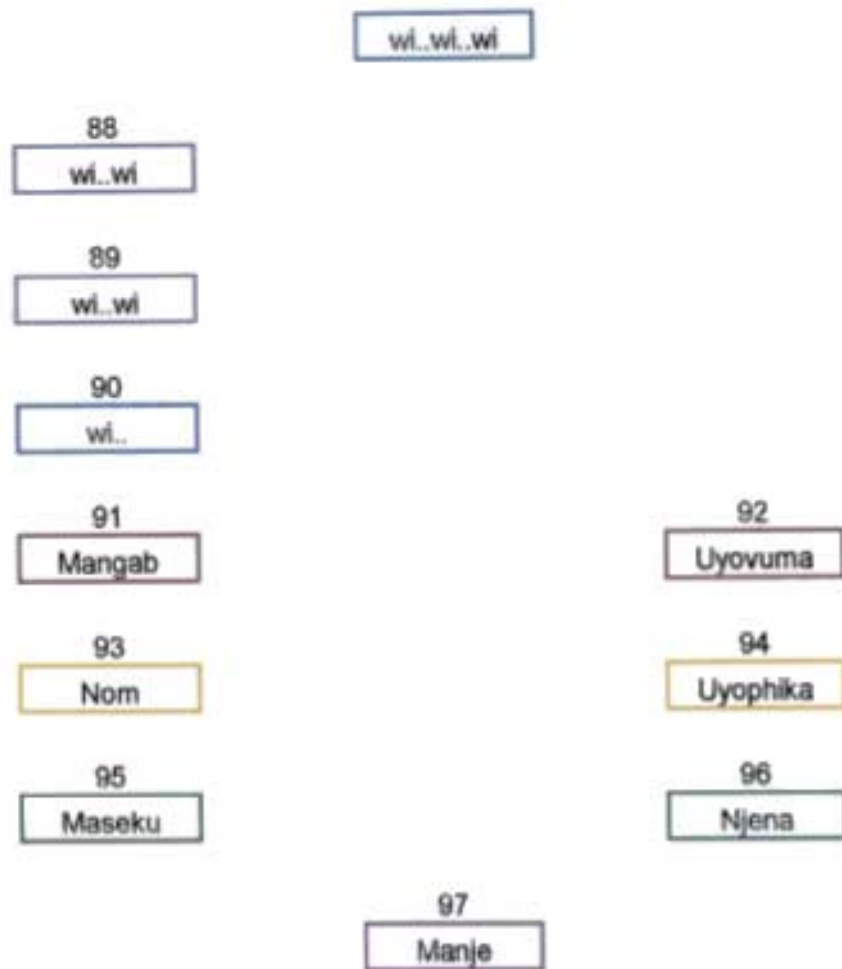 wi..wi..wi
88
wi..wi
89
wi..wi
90
wi..
91 92
Mangab Uyovuma
93 94
Nom Uyophika
95 96
Maseku Njena
97
Manje